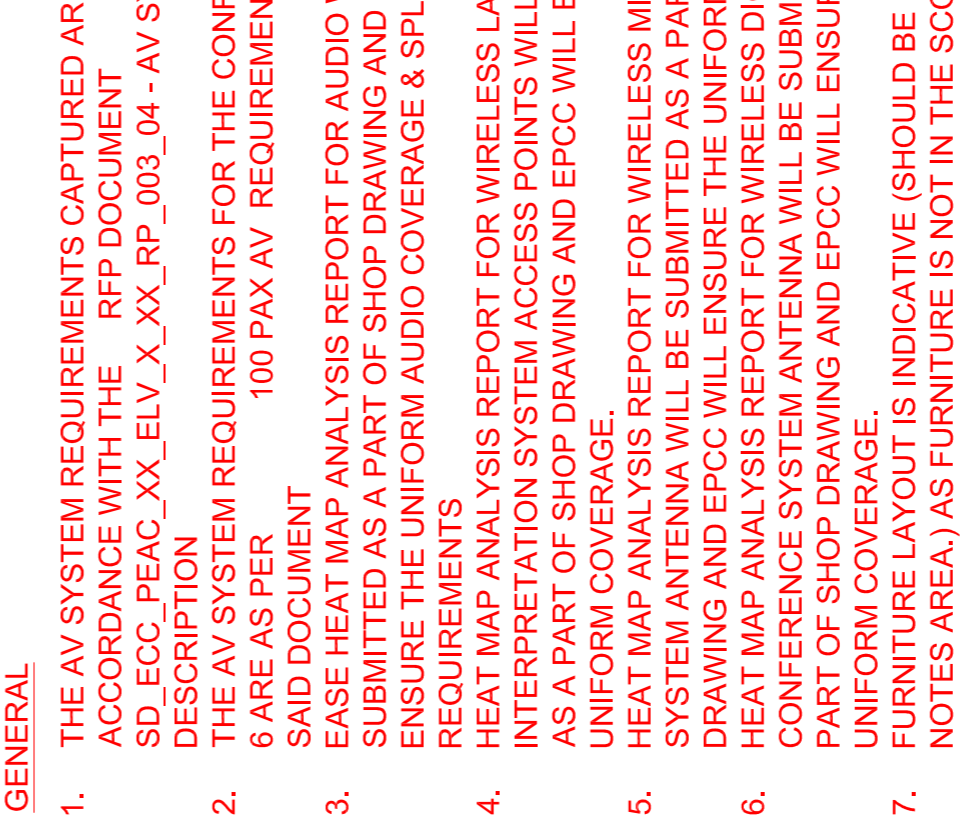 GENERAL
1. THE AV SYSTEM REQUIREMENTS CAPTURED AR
ACCORDANCE WITH THE RFP DOCUMENT
SD_ECC_PEAC_XX_ELV_X_XX_RP_003_04 - AV S
DESCRIPTION
2. THE AV SYSTEM REQUIREMENTS FOR THE CONF
6 ARE AS PER 100 PAX AV REQUIREMEN
SAID DOCUMENT
3. EASE HEAT MAP ANALYSIS REPORT FOR AUDIO
SUBMITTED AS A PART OF SHOP DRAWING AND
ENSURE THE UNIFORM AUDIO COVERAGE & SPL
REQUIREMENTS
4. HEAT MAP ANALYSIS REPORT FOR WIRELESS LA
INTERPRETATION SYSTEM ACCESS POINTS WILL
AS A PART OF SHOP DRAWING AND EPCC WILL
UNIFORM COVERAGE.
5. HEAT MAP ANALYSIS REPORT FOR WIRELESS MI
SYSTEM ANTENNA WILL BE SUBMITTED AS A PAR
DRAWING AND EPCC WILL ENSURE THE UNIFOR
6. HEAT MAP ANALYSIS REPORT FOR WIRELESS DI
CONFERENCE SYSTEM ANTENNA WILL BE SUBM
PART OF SHOP DRAWING AND EPCC WILL ENSUR
UNIFORM COVERAGE.
7. FURNITURE LAYOUT IS INDICATIVE (SHOULD BE
NOTES AREA.) AS FURNITURE IS NOT IN THE SCO